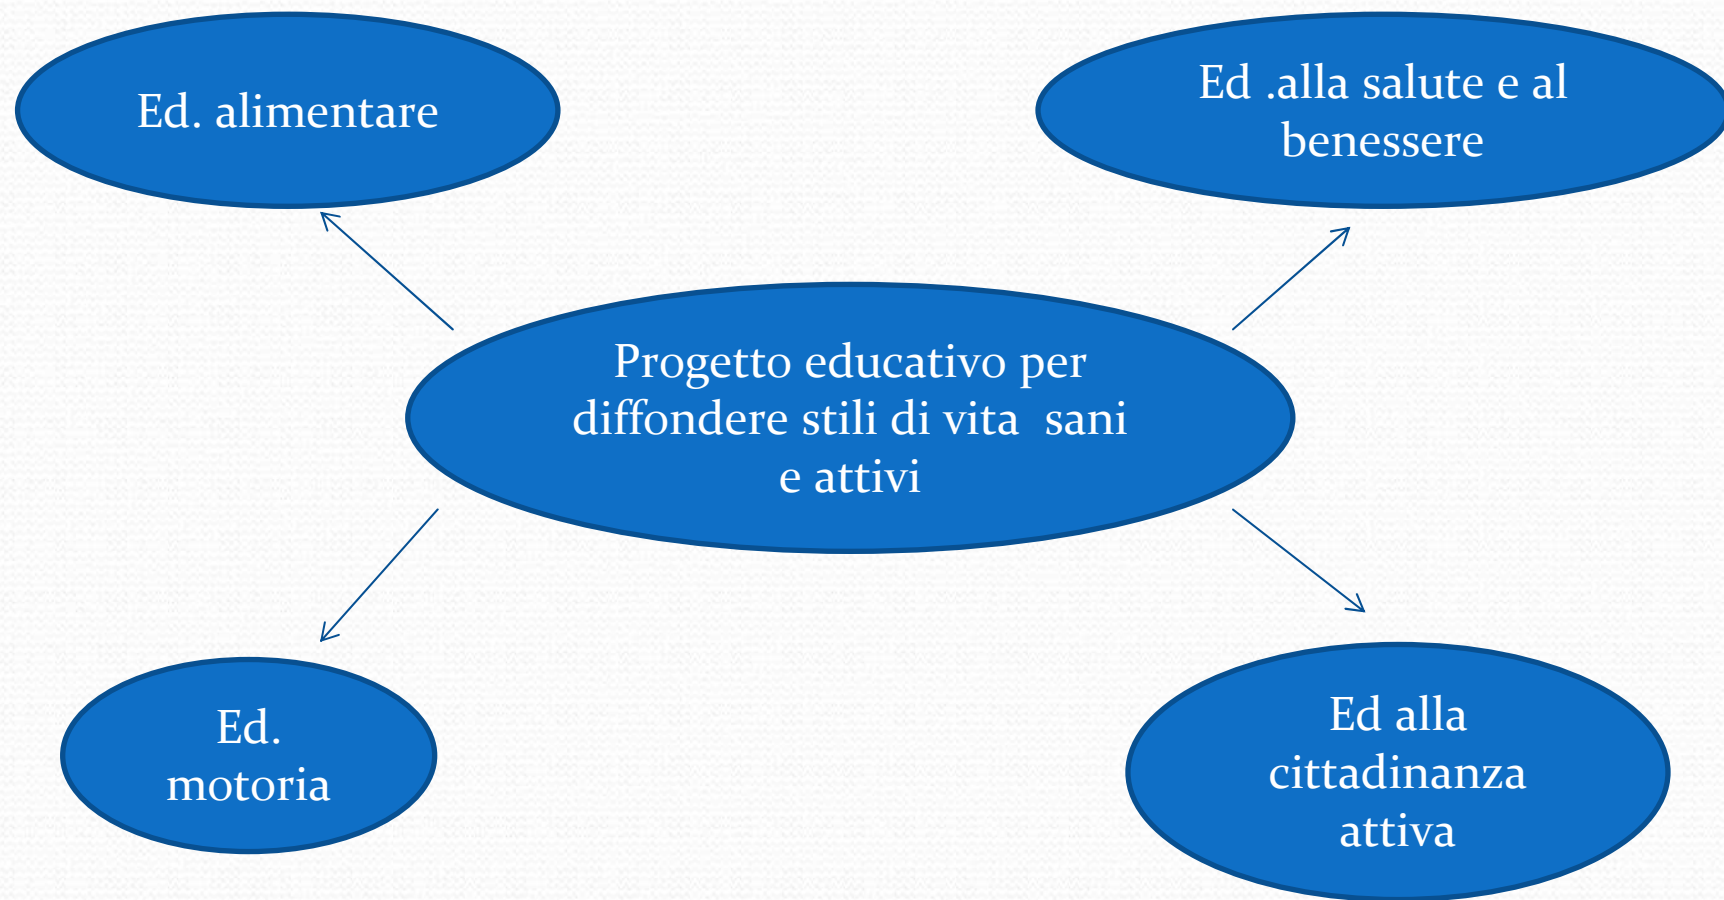 Ed. alimentare
Ed .alla salute e al
benessere
Progetto educativo per
diffondere stili di vita  sani
e attivi
Ed.
motoria
Ed alla
cittadinanza
attiva